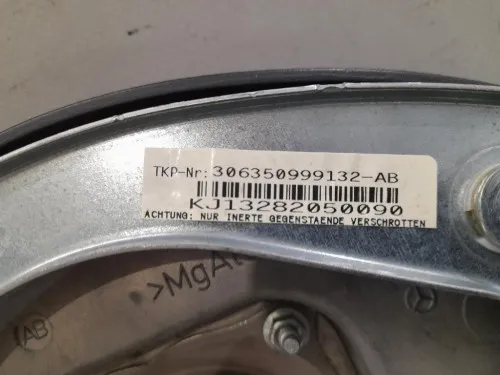 TKP-Nr: 306350999132-AB
KJ13282050090
ACHTUNG: NUR INERTE GEGENSTAENDE VERSCHROTTEN
>MgAl
(AB)